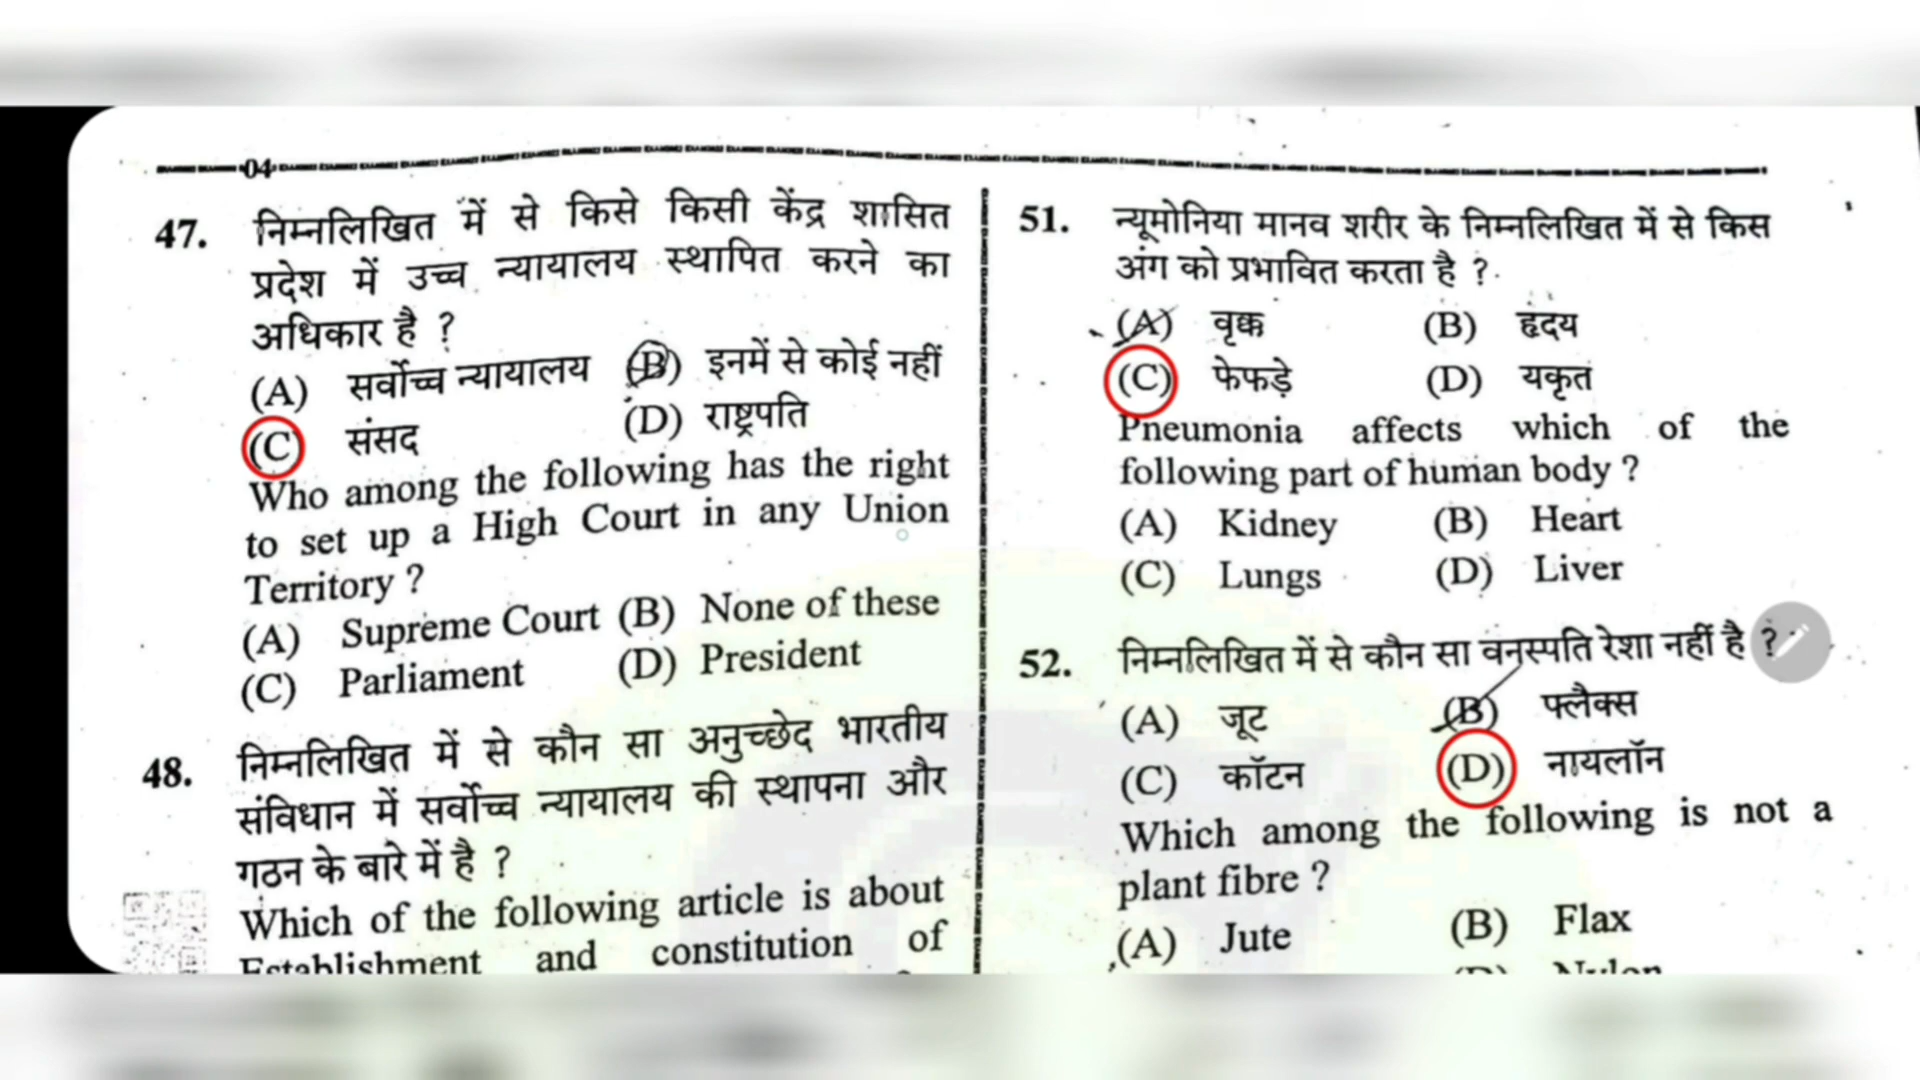 04
47. निम्नलिखित में से किसे किसी केंद्र शासित
प्रदेश में उच्च न्यायालय स्थापित करने का
अधिकार है ?
(A) सर्वोच्च न्यायालय (B) इनमें से कोई नहीं
(C) संसद (D) राष्ट्रपति
Who among the following has the right
to set up a High Court in any Union
Territory ?
(A) Supreme Court (B) None of these
(C) Parliament (D) President
48. निम्नलिखित में से कौन सा अनुच्छेद भारतीय
संविधान में सर्वोच्च न्यायालय की स्थापना और
गठन के बारे में है ?
Which of the following article is about
Establishment and constitution of
51. न्यूमोनिया मानव शरीर के निम्नलिखित में से किस
अंग को प्रभावित करता है ?
(A) वृक्क (B) हृदय
(C) फेफड़े (D) यकृत
Pneumonia affects which of the
following part of human body ?
(A) Kidney (B) Heart
(C) Lungs (D) Liver
52. निम्नलिखित में से कौन सा वनस्पति रेशा नहीं है ?
(A) जूट (B) फ्लैक्स
(C) कॉटन (D) नायलॉन
Which among the following is not a
plant fibre ?
(A) Jute (B) Flax
(D) Nylon